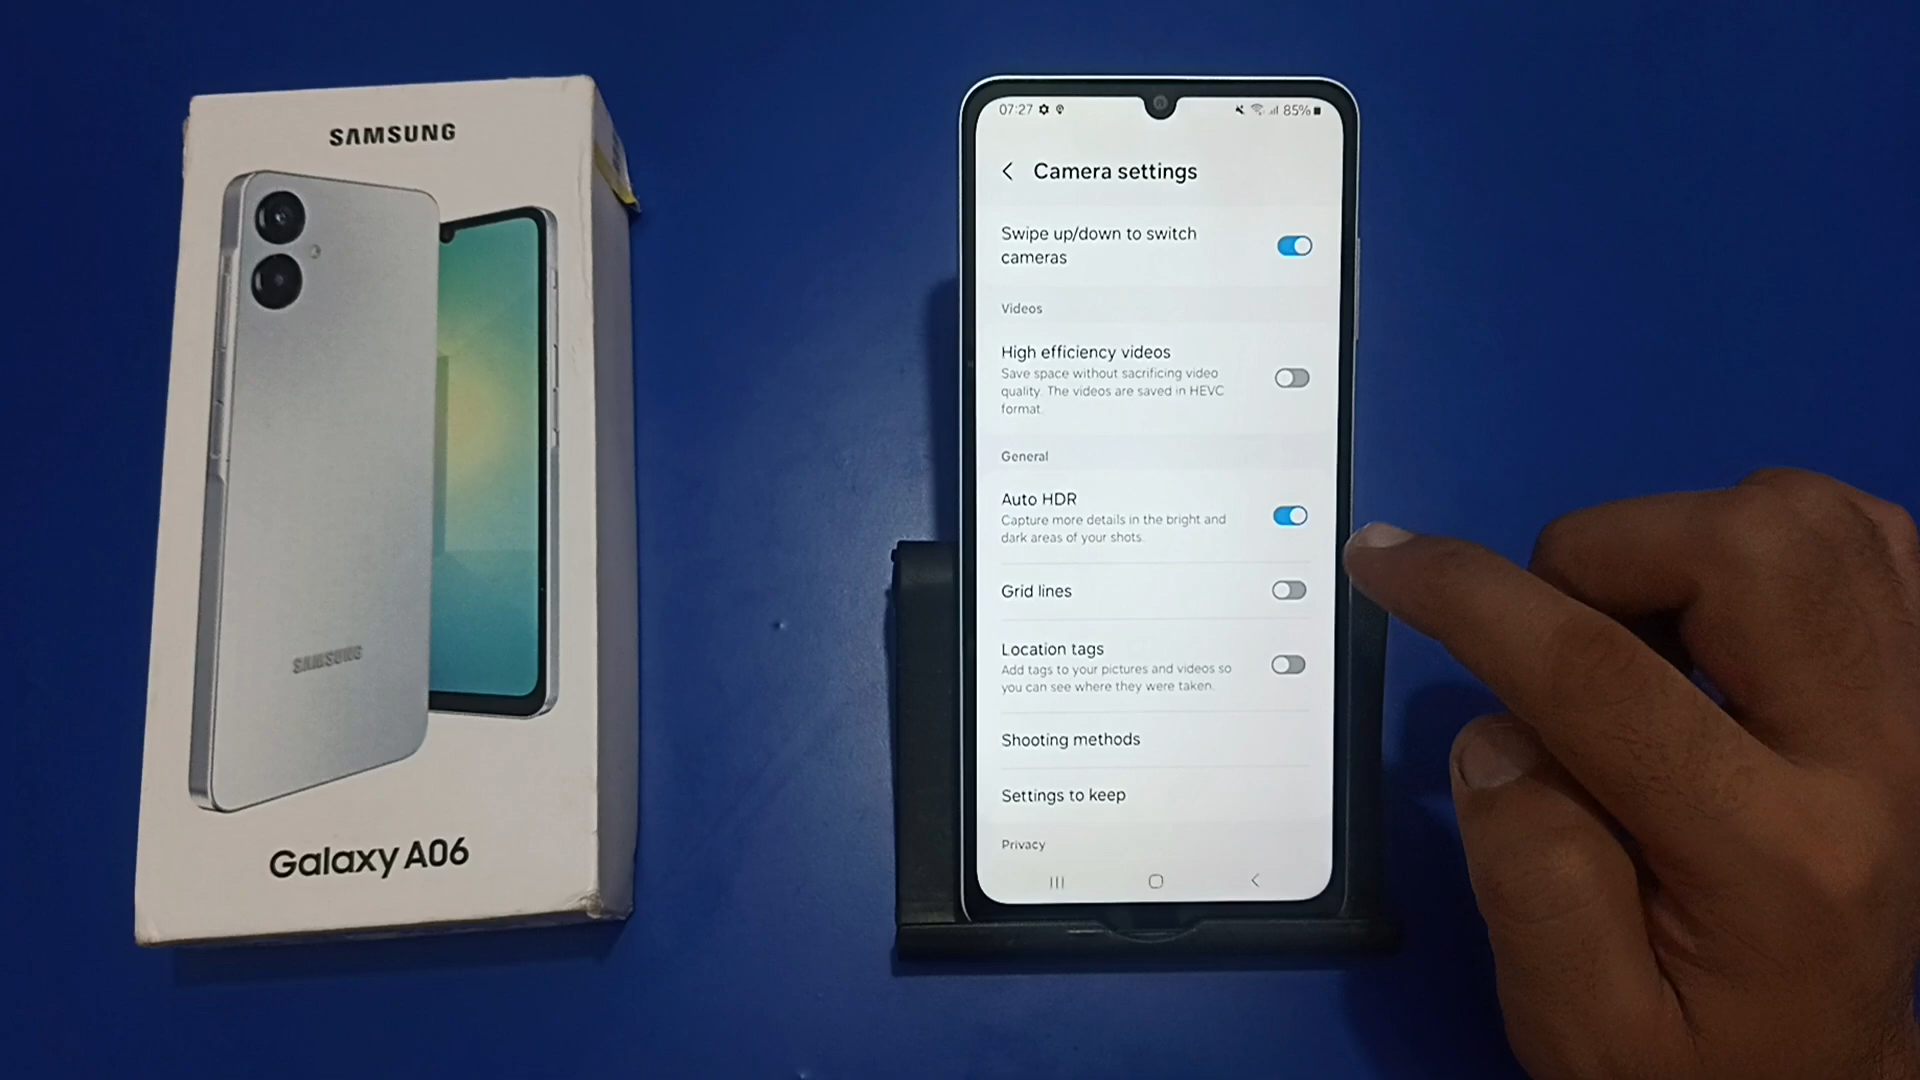 SAMSUNG
SAMSUNG
Galaxy A06
07:27
85%
Camera settings
Swipe up/down to switch
cameras
Videos
High efficiency videos
Save space without sacrificing video
quality. The videos are saved in HEVC
format.
General
Auto HDR
Capture more details in the bright and
dark areas of your shots.
Grid lines
Location tags
Add tags to your pictures and videos so
you can see where they were taken.
Shooting methods
Settings to keep
Privacy